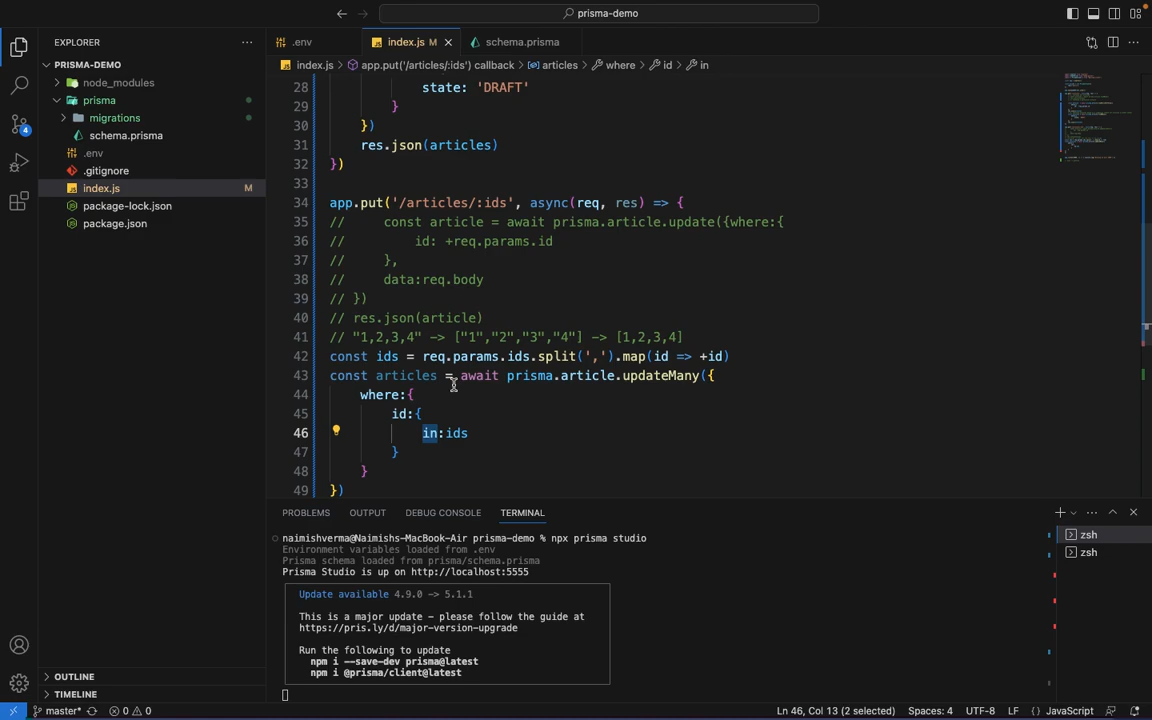 prisma-demo
EXPLORER
PRISMA-DEMO
node_modules
prisma
migrations
schema.prisma
.env
.gitignore
index.js M
package-lock.json
package.json
OUTLINE
TIMELINE
.env
index.js M
schema.prisma
index.js > app.put('/articles/:ids') callback > articles > where > id > in
28 state: 'DRAFT'
29 }
30 })
31 res.json(articles)
32 })
33
34 app.put('/articles/:ids', async(req, res) => {
35 // const article = await prisma.article.update({where:{
36 // id: +req.params.id
37 // },
38 // data:req.body
39 // })
40 // res.json(article)
41 // "1,2,3,4" -> ["1","2","3","4"] -> [1,2,3,4]
42 const ids = req.params.ids.split(',').map(id => +id)
43 const articles = await prisma.article.updateMany({
44 where:{
45 id:{
46 in:ids
47 }
48 }
49 })
PROBLEMS OUTPUT DEBUG CONSOLE TERMINAL
naimishverma@Naimishs-MacBook-Air prisma-demo % npx prisma studio
Environment variables loaded from .env
Prisma schema loaded from prisma/schema.prisma
Prisma Studio is up on http://localhost:5555
Update available 4.9.0 -> 5.1.1
This is a major update - please follow the guide at
https://pris.ly/d/major-version-upgrade
Run the following to update
npm i --save-dev prisma@latest
npm i @prisma/client@latest
zsh
zsh
4
master* 0 0 Ln 46, Col 13 (2 selected) Spaces: 4 UTF-8 LF { } JavaScript